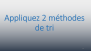 Appliquez 2 méthodes
de tri